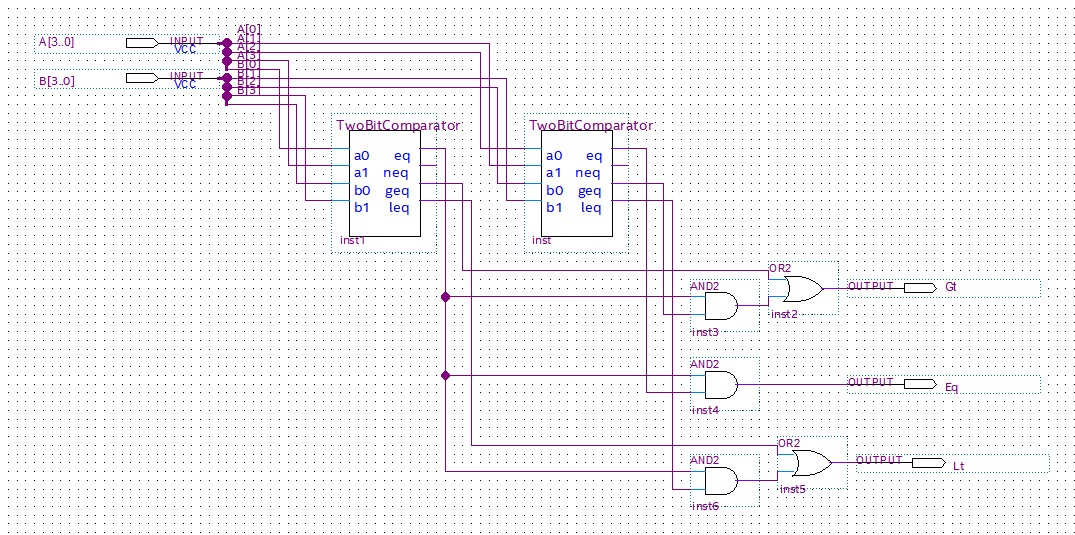 A[3..0]
INPUT
VCC
B[3..0]
INPUT
VCC
A[0]
A[1]
A[2]
A[3]
B[0]
B[1]
B[2]
B[3]
TwoBitComparator
a0 eq
a1 neq
b0 geq
b1 leq
inst1
TwoBitComparator
a0 eq
a1 neq
b0 geq
b1 leq
inst
OR2
inst2
OUTPUT
Gt
AND2
inst3
AND2
inst4
OUTPUT
Eq
OR2
inst5
OUTPUT
Lt
AND2
inst6